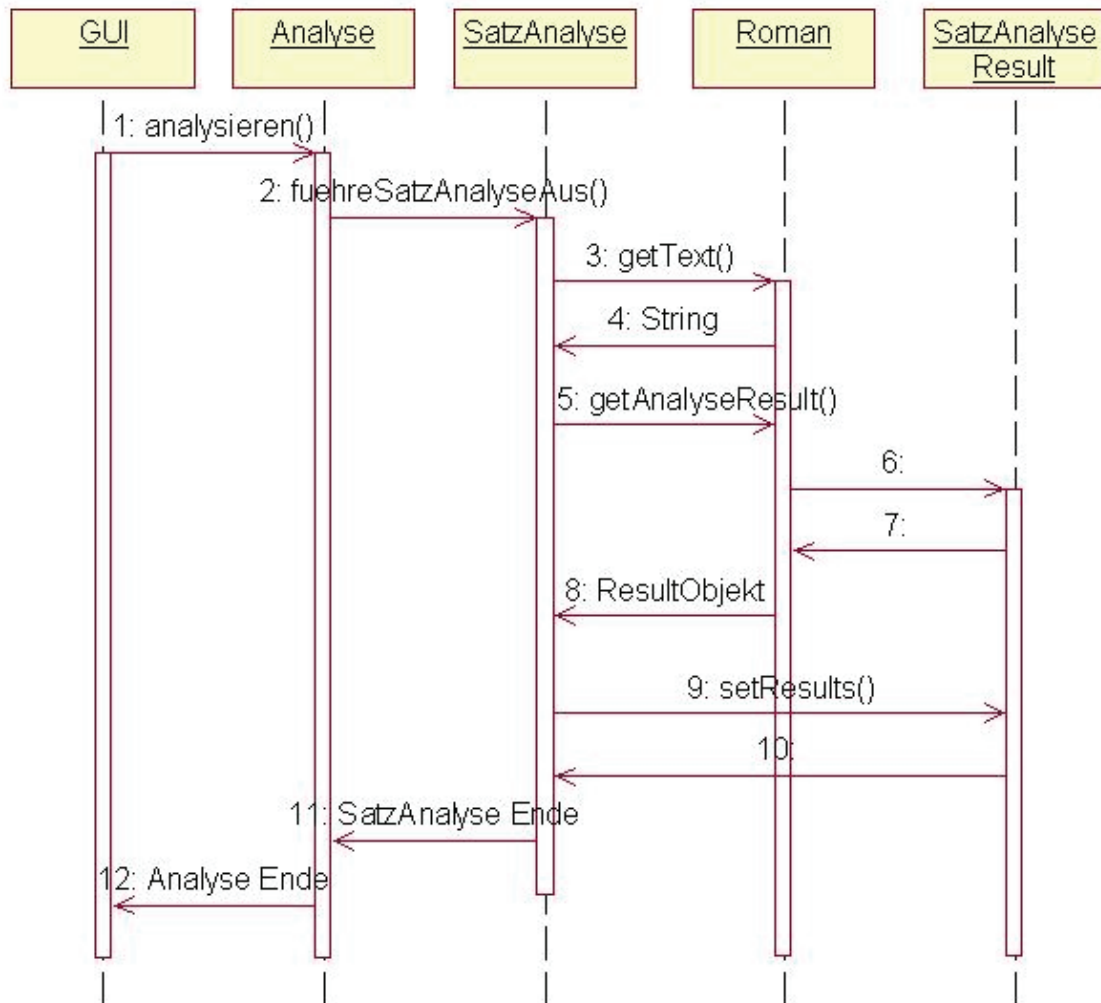 GUI
Analyse
SatzAnalyse
Roman
SatzAnalyse
Result
1: analysieren()
2: fuehreSatzAnalyseAus()
3: getText()
4: String
5: getAnalyseResult()
6:
7:
8: ResultObjekt
9: setResults()
10:
11: SatzAnalyse Ende
12: Analyse Ende